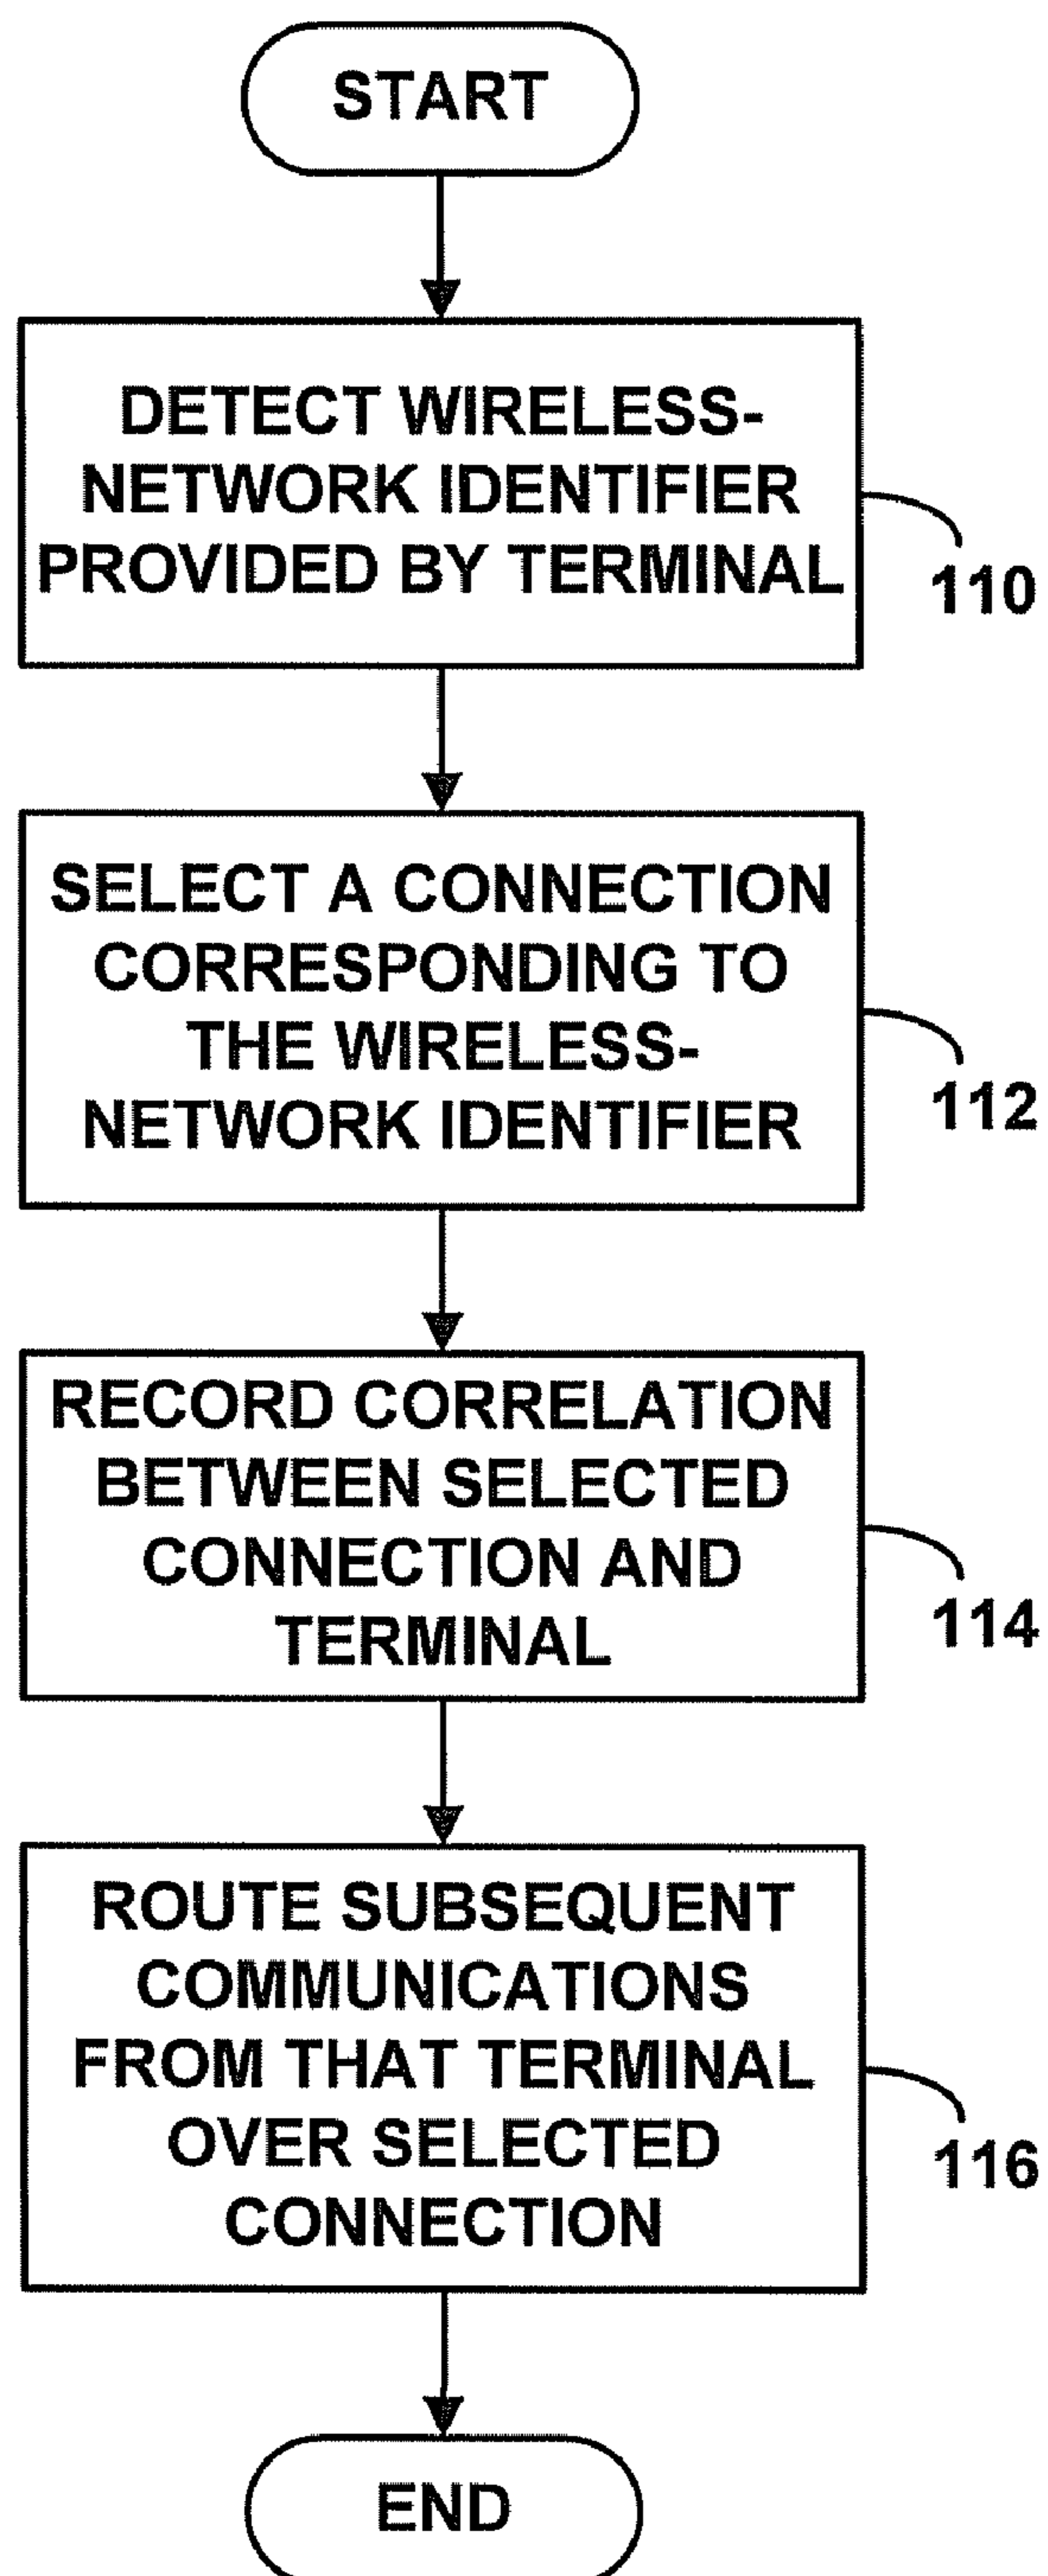 START
DETECT WIRELESS-
NETWORK IDENTIFIER
PROVIDED BY TERMINAL
110
SELECT A CONNECTION
CORRESPONDING TO
THE WIRELESS-
NETWORK IDENTIFIER
112
RECORD CORRELATION
BETWEEN SELECTED
CONNECTION AND
TERMINAL
114
ROUTE SUBSEQUENT
COMMUNICATIONS
FROM THAT TERMINAL
OVER SELECTED
CONNECTION
116
END